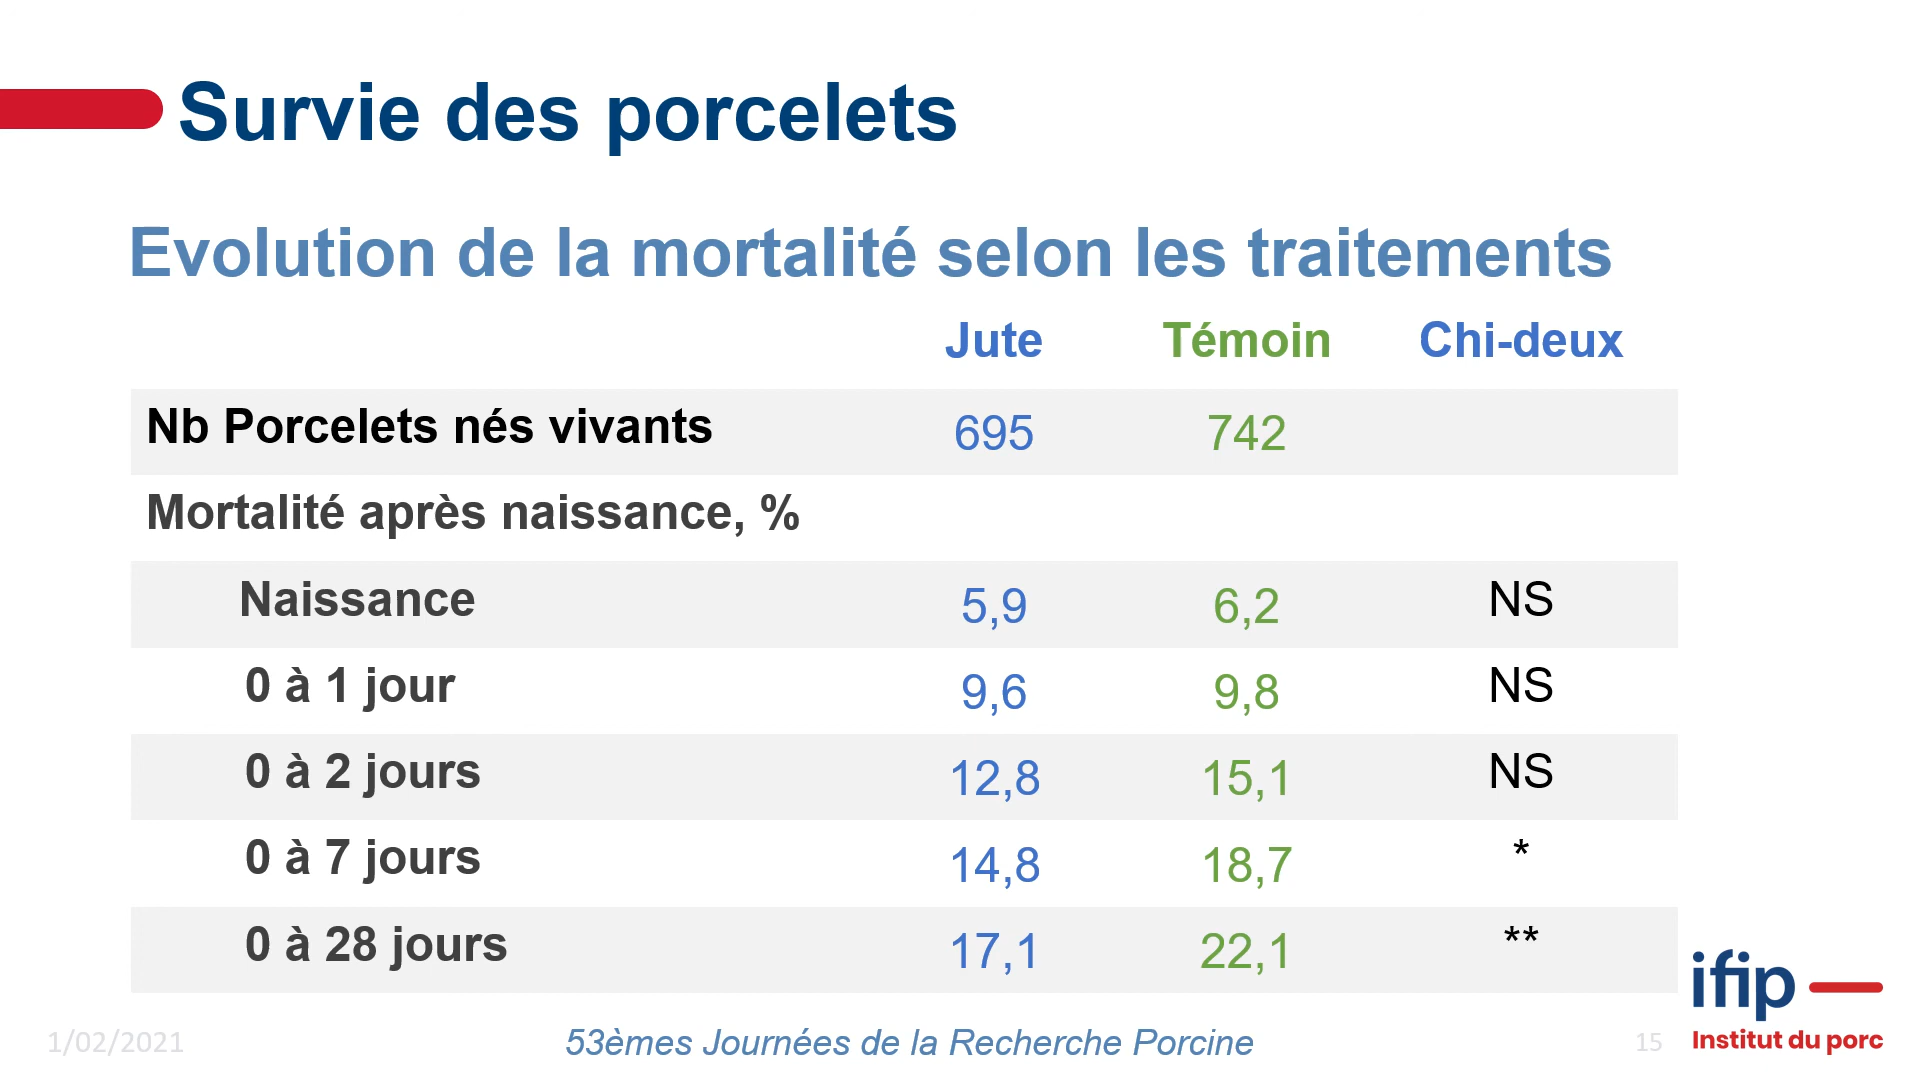 Survie des porcelets
Evolution de la mortalité selon les traitements
Jute Témoin Chi-deux
Nb Porcelets nés vivants 695 742
Mortalité après naissance, %
Naissance 5,9 6,2 NS
0 à 1 jour 9,6 9,8 NS
0 à 2 jours 12,8 15,1 NS
0 à 7 jours 14,8 18,7 *
0 à 28 jours 17,1 22,1 **
ifip
Institut du porc
1/02/2021 53èmes Journées de la Recherche Porcine 15